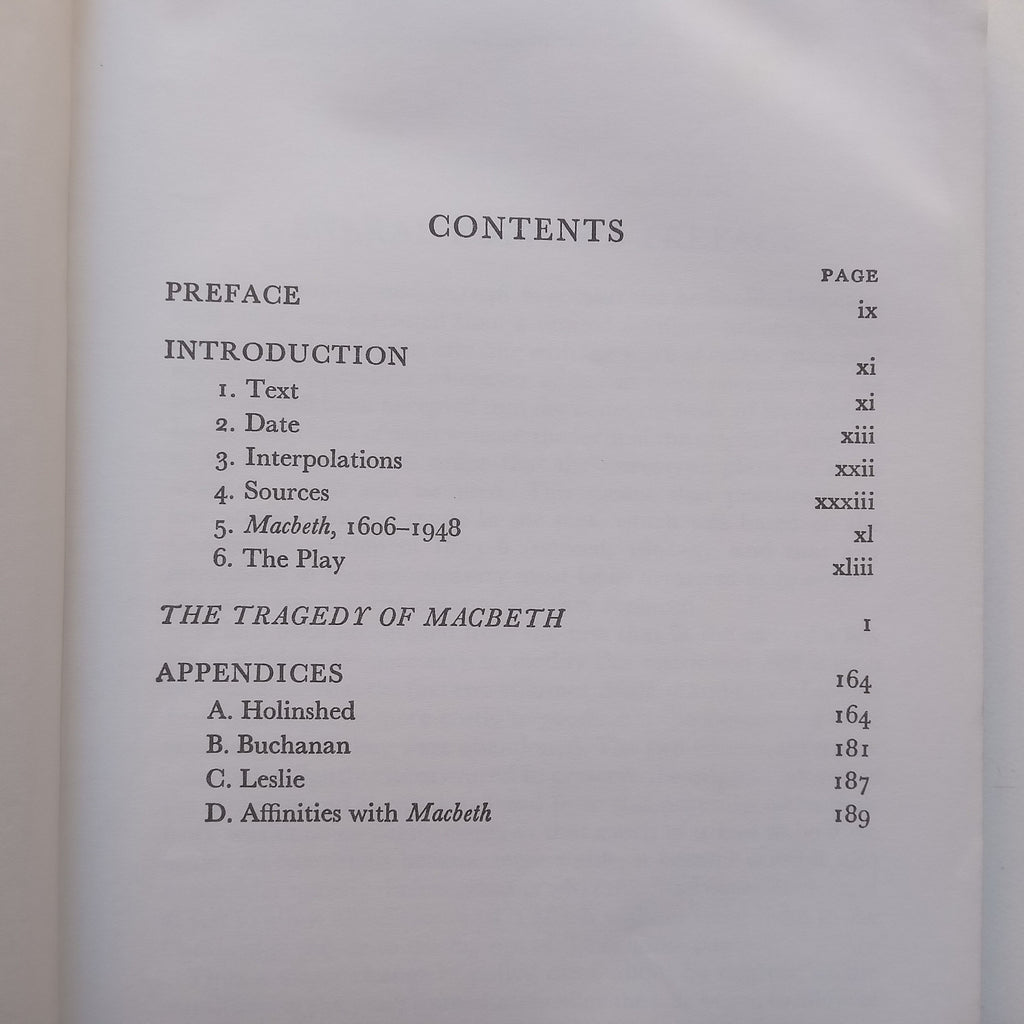 CONTENTS
PAGE
PREFACE ix
INTRODUCTION xi
1. Text xi
2. Date xiii
3. Interpolations xxii
4. Sources xxxiii
5. Macbeth, 1606–1948 xl
6. The Play xliii
THE TRAGEDY OF MACBETH 1
APPENDICES 164
A. Holinshed 164
B. Buchanan 181
C. Leslie 187
D. Affinities with Macbeth 189